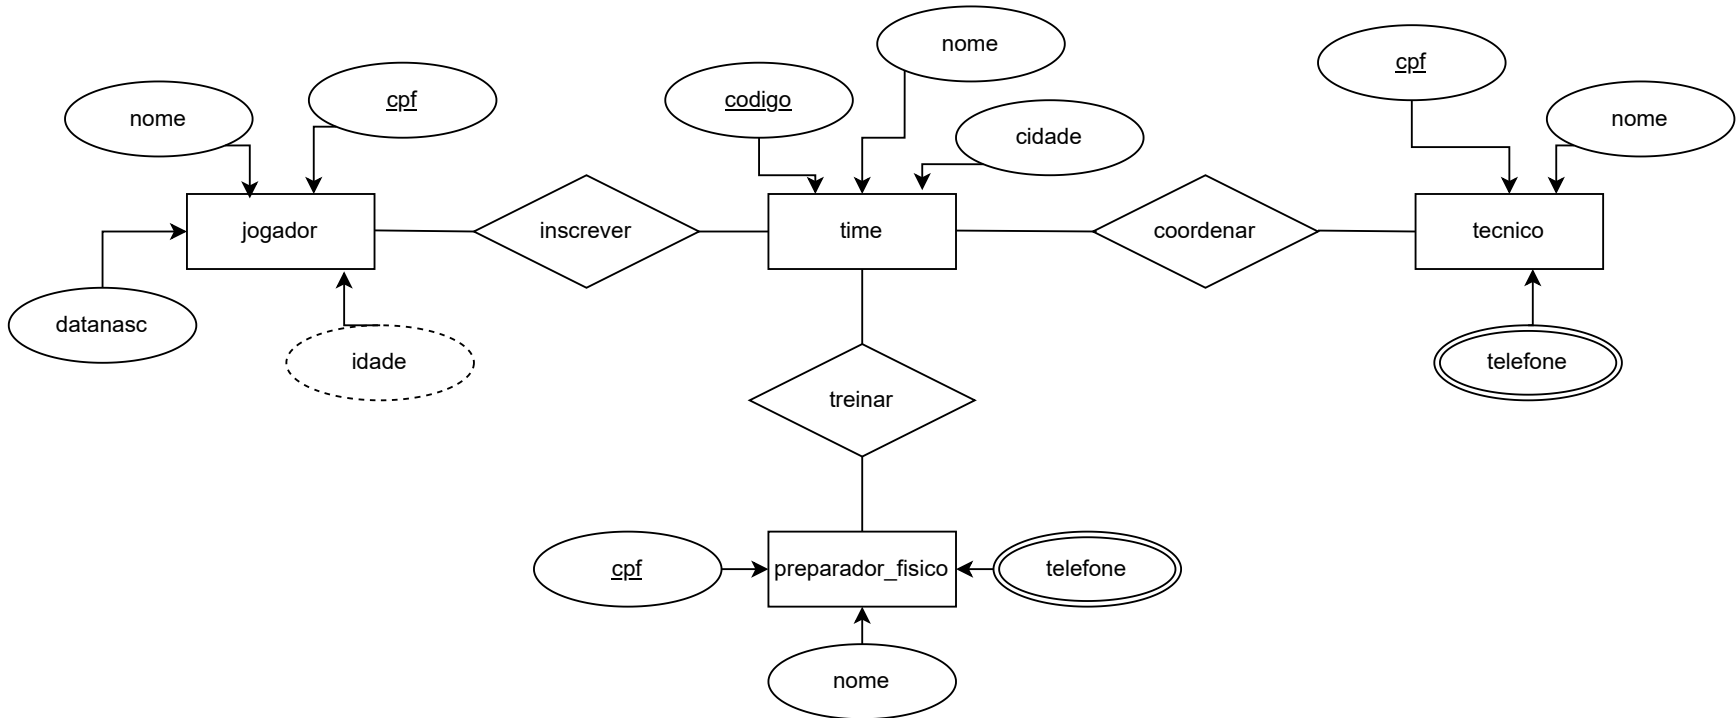 nome
cpf
codigo
nome
cidade
cpf
nome
jogador
inscrever
time
coordenar
tecnico
datanasc
idade
telefone
treinar
cpf
preparador_fisico
telefone
nome